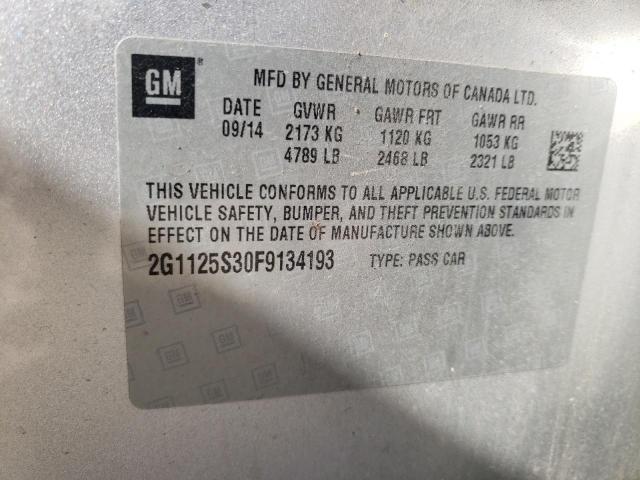 GM
MFD BY GENERAL MOTORS OF CANADA LTD.
DATE GVWR GAWR FRT GAWR RR
09/14 2173 KG 1120 KG 1053 KG
4789 LB 2468 LB 2321 LB
THIS VEHICLE CONFORMS TO ALL APPLICABLE U.S. FEDERAL MOTOR
VEHICLE SAFETY, BUMPER, AND THEFT PREVENTION STANDARDS IN
EFFECT ON THE DATE OF MANUFACTURE SHOWN ABOVE.
2G1125S30F9134193 TYPE: PASS CAR